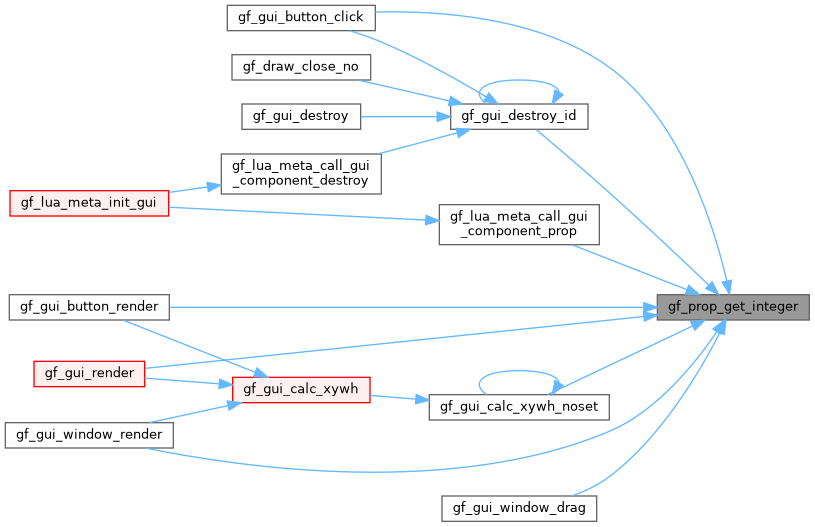 gf_gui_button_click
gf_draw_close_no
gf_gui_destroy
gf_gui_destroy_id
gf_lua_meta_call_gui
_component_destroy
gf_lua_meta_init_gui
gf_lua_meta_call_gui
_component_prop
gf_gui_button_render
gf_prop_get_integer
gf_gui_render
gf_gui_calc_xywh
gf_gui_calc_xywh_noset
gf_gui_window_render
gf_gui_window_drag